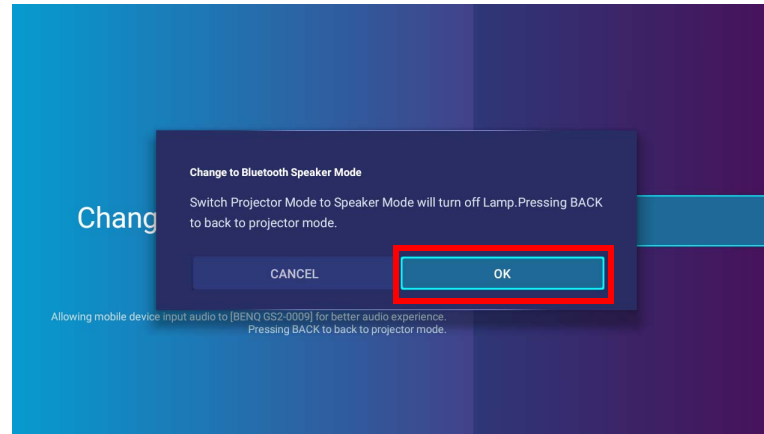 Change to Bluetooth Speaker Mode
Switch Projector Mode to Speaker Mode will turn off Lamp.Pressing BACK
to back to projector mode.
Chang
CANCEL
OK
Allowing mobile device input audio to [BENQ GS2-0009] for better audio experience.
Pressing BACK to back to projector mode.